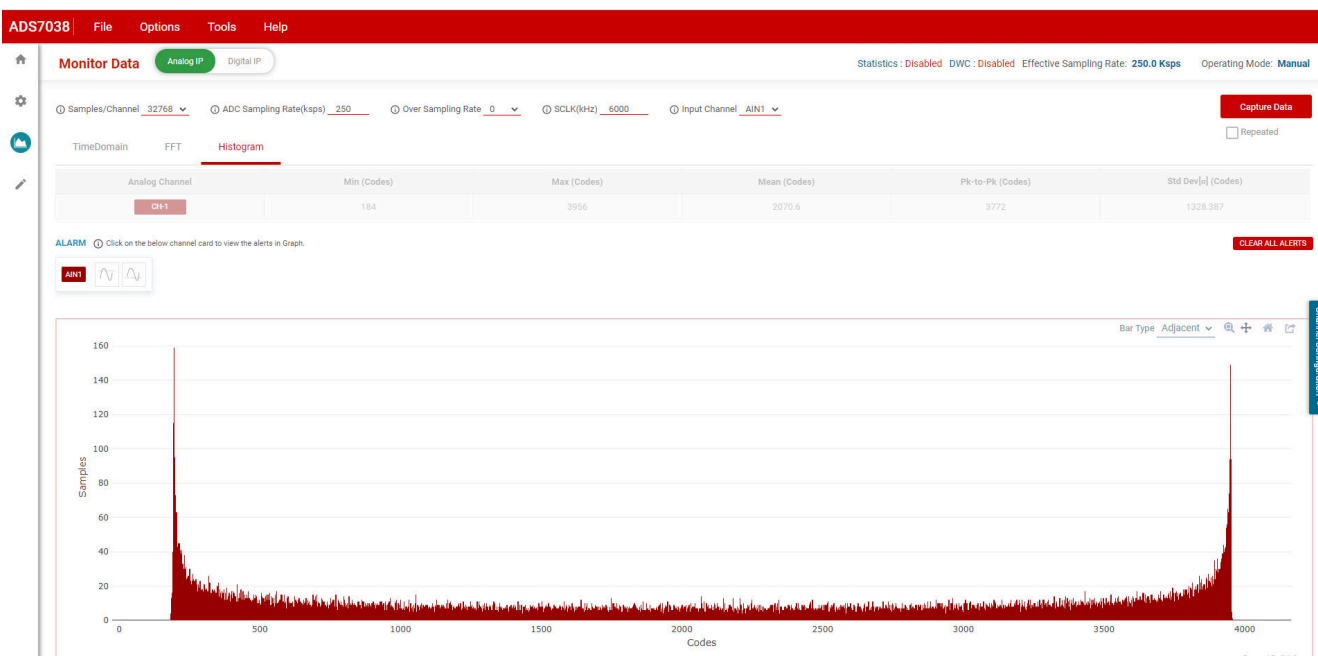 ADS7038 File Options Tools Help
Monitor Data Analog IP Digital IP Statistics : Disabled DWC : Disabled Effective Sampling Rate: 250.0 Ksps Operating Mode: Manual
Samples/Channel 32768 ADC Sampling Rate(ksps) 250 Over Sampling Rate 0 SCLK(kHz) 6000 Input Channel AIN1 Capture Data
Repeated
TimeDomain FFT Histogram
Analog Channel Min (Codes) Max (Codes) Mean (Codes) Pk-to-Pk (Codes) Std Dev[σ] (Codes)
CH-1 184 3956 2070.6 3772 1328.387
ALARM Click on the below channel card to view the alerts in Graph. CLEAR ALL ALERTS
AIN1
Bar Type Adjacent
160
140
120
100
80
60
40
20
0
Samples
0 500 1000 1500 2000 2500 3000 3500 4000
Codes